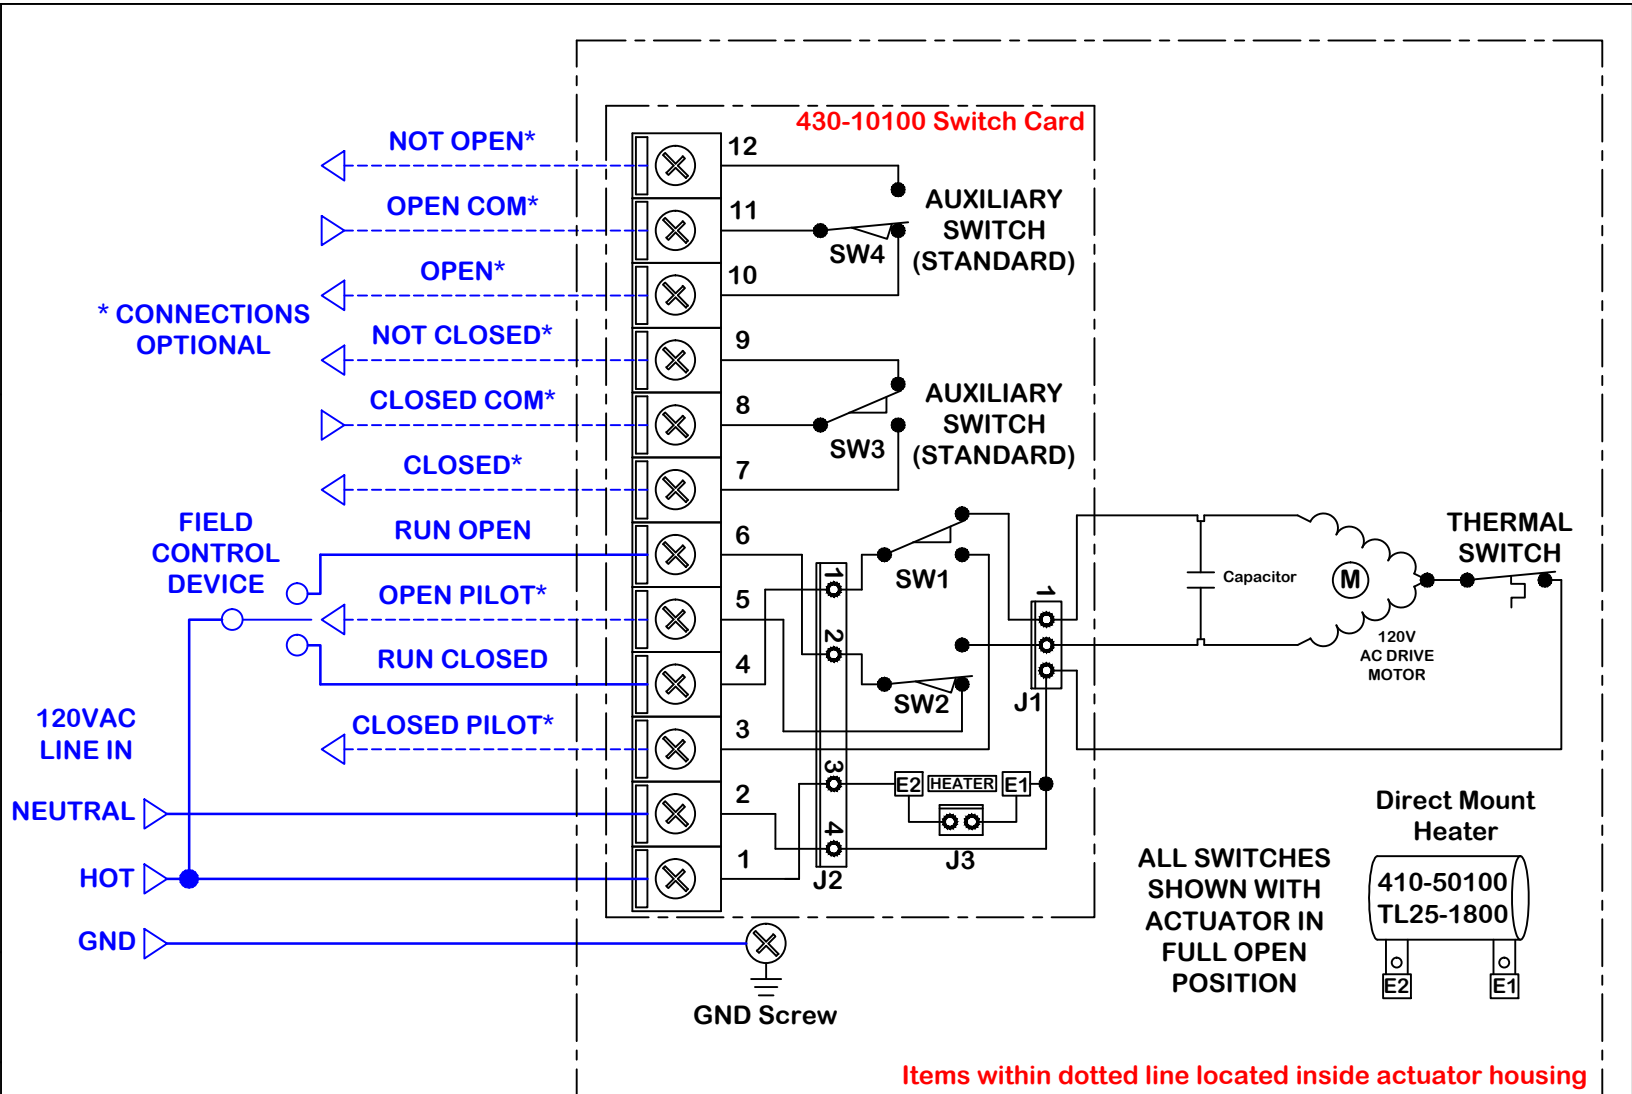 430-10100 Switch Card
NOT OPEN*
12
OPEN COM*
11
OPEN*
10
AUXILIARY
SWITCH
(STANDARD)
SW4
* CONNECTIONS
OPTIONAL
NOT CLOSED*
9
CLOSED COM*
8
CLOSED*
7
AUXILIARY
SWITCH
(STANDARD)
SW3
FIELD
CONTROL
DEVICE
RUN OPEN
6
OPEN PILOT*
5
RUN CLOSED
4
CLOSED PILOT*
3
120VAC
LINE IN
NEUTRAL
2
HOT
1
GND
GND Screw
1
2
3
4
J2
SW1
SW2
E2
HEATER
E1
J3
1
J1
Capacitor
M
120V
AC DRIVE
MOTOR
THERMAL
SWITCH
ALL SWITCHES
SHOWN WITH
ACTUATOR IN
FULL OPEN
POSITION
Direct Mount
Heater
410-50100
TL25-1800
E2
E1
Items within dotted line located inside actuator housing